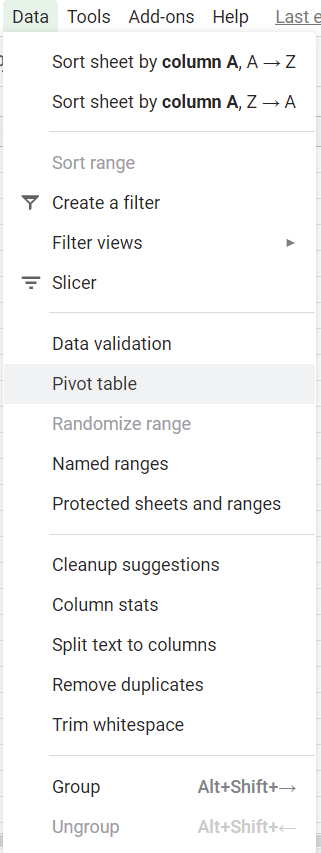 Data Tools Add-ons Help Last e
Sort sheet by column A, A → Z
Sort sheet by column A, Z → A
Sort range
Create a filter
Filter views ►
Slicer
Data validation
Pivot table
Randomize range
Named ranges
Protected sheets and ranges
Cleanup suggestions
Column stats
Split text to columns
Remove duplicates
Trim whitespace
Group Alt+Shift+→
Ungroup Alt+Shift+←